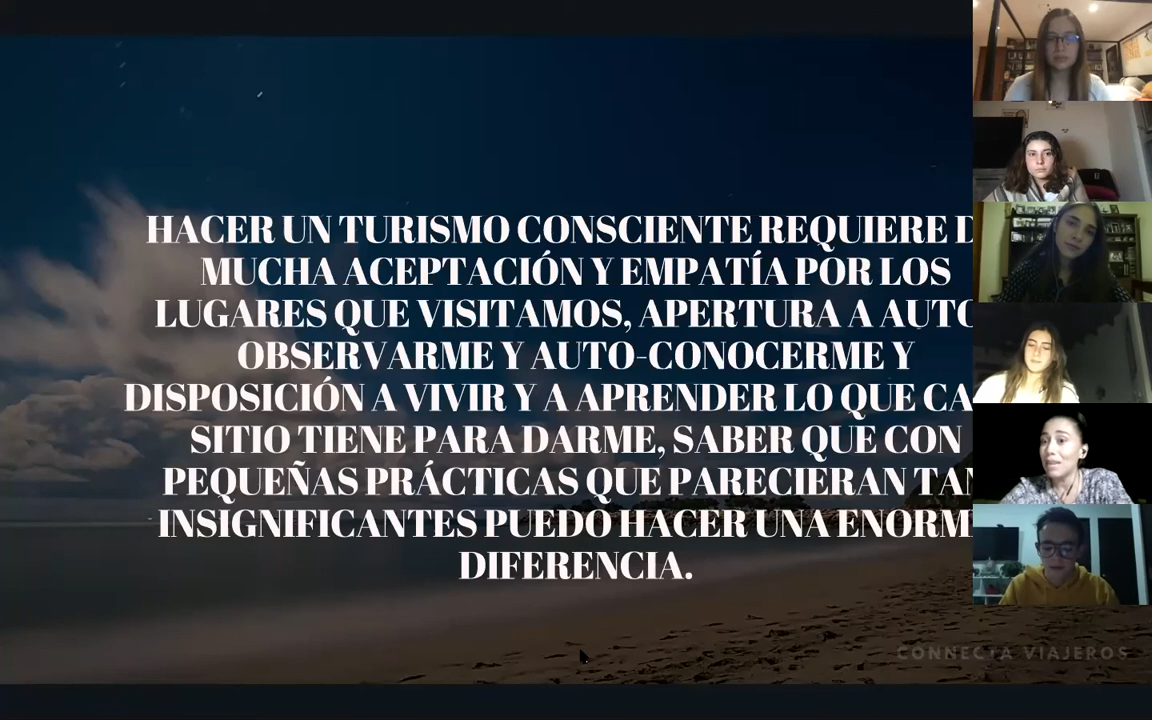 HACER UN TURISMO CONSCIENTE REQUIERE D
MUCHA ACEPTACIÓN Y EMPATÍA POR LOS
LUGARES QUE VISITAMOS, APERTURA A AUTO
OBSERVARME Y AUTO-CONOCERME Y
DISPOSICIÓN A VIVIR Y A APRENDER LO QUE CA
SITIO TIENE PARA DARME, SABER QUE CON
PEQUEÑAS PRÁCTICAS QUE PARECIERAN TAN
INSIGNIFICANTES PUEDO HACER UNA ENORM
DIFERENCIA.
CONNECTA VIAJEROS